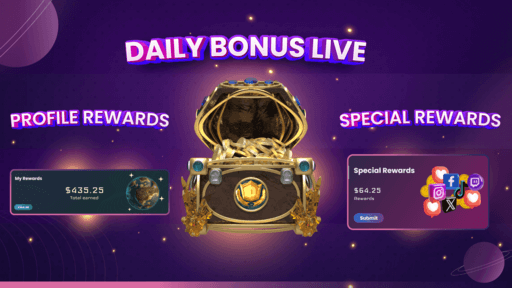 DAILY BONUS LIVE
PROFILE REWARDS
SPECIAL REWARDS
My Rewards
$435.25
Total earned
Special Rewards
$64.25
Rewards
Submit